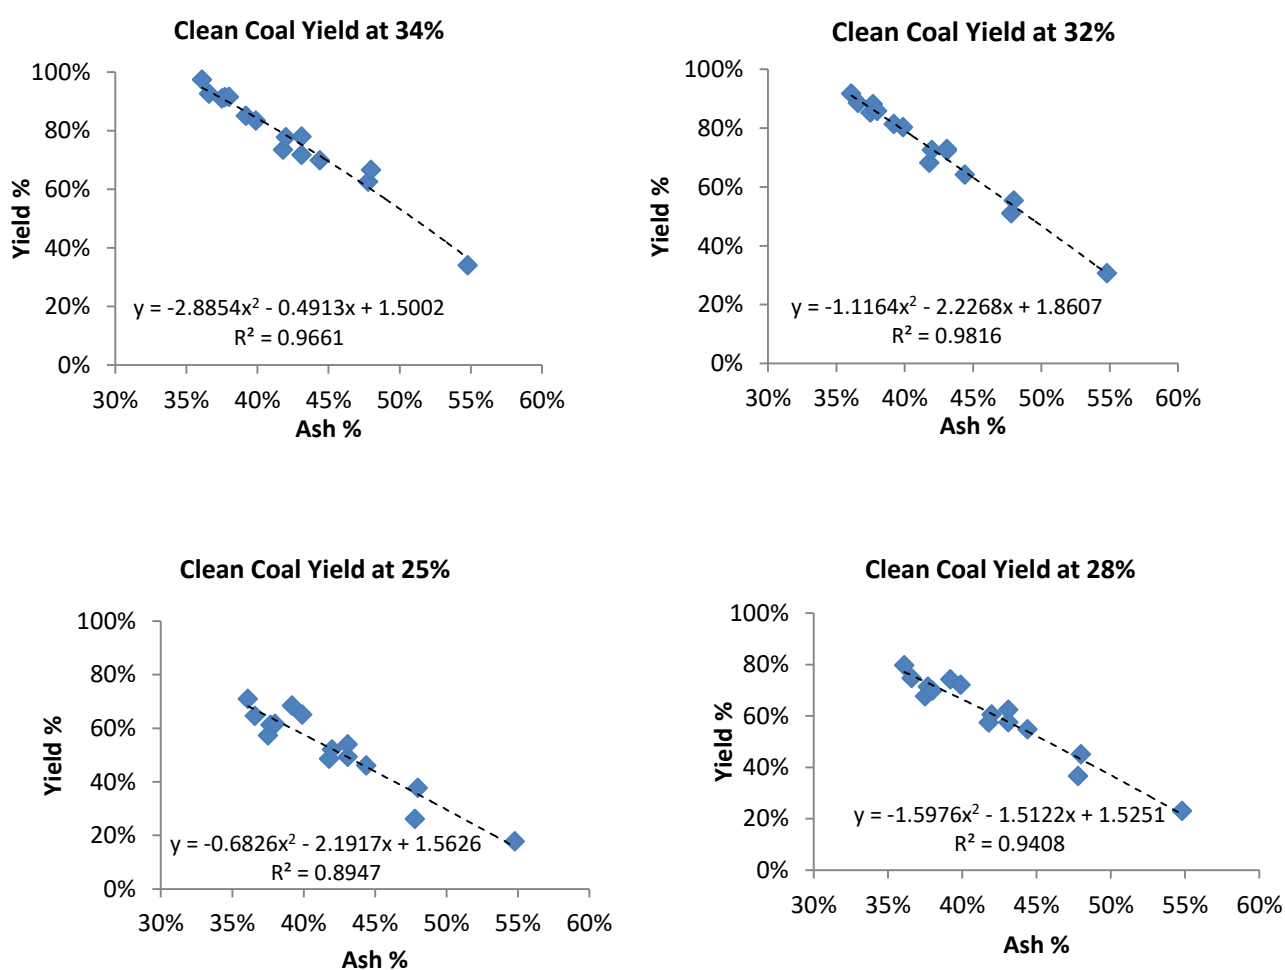 Clean Coal Yield at 34%
100%
80%
60%
40%
20%
0%
Yield %
y = -2.8854x² - 0.4913x + 1.5002
R² = 0.9661
30% 35% 40% 45% 50% 55% 60%
Ash %
Clean Coal Yield at 32%
100%
80%
60%
40%
20%
0%
Yield %
y = -1.1164x² - 2.2268x + 1.8607
R² = 0.9816
30% 35% 40% 45% 50% 55% 60%
Ash %
Clean Coal Yield at 25%
100%
80%
60%
40%
20%
0%
Yield %
y = -0.6826x² - 2.1917x + 1.5626
R² = 0.8947
30% 35% 40% 45% 50% 55% 60%
Ash %
Clean Coal Yield at 28%
100%
80%
60%
40%
20%
0%
Yield %
y = -1.5976x² - 1.5122x + 1.5251
R² = 0.9408
30% 35% 40% 45% 50% 55% 60%
Ash %